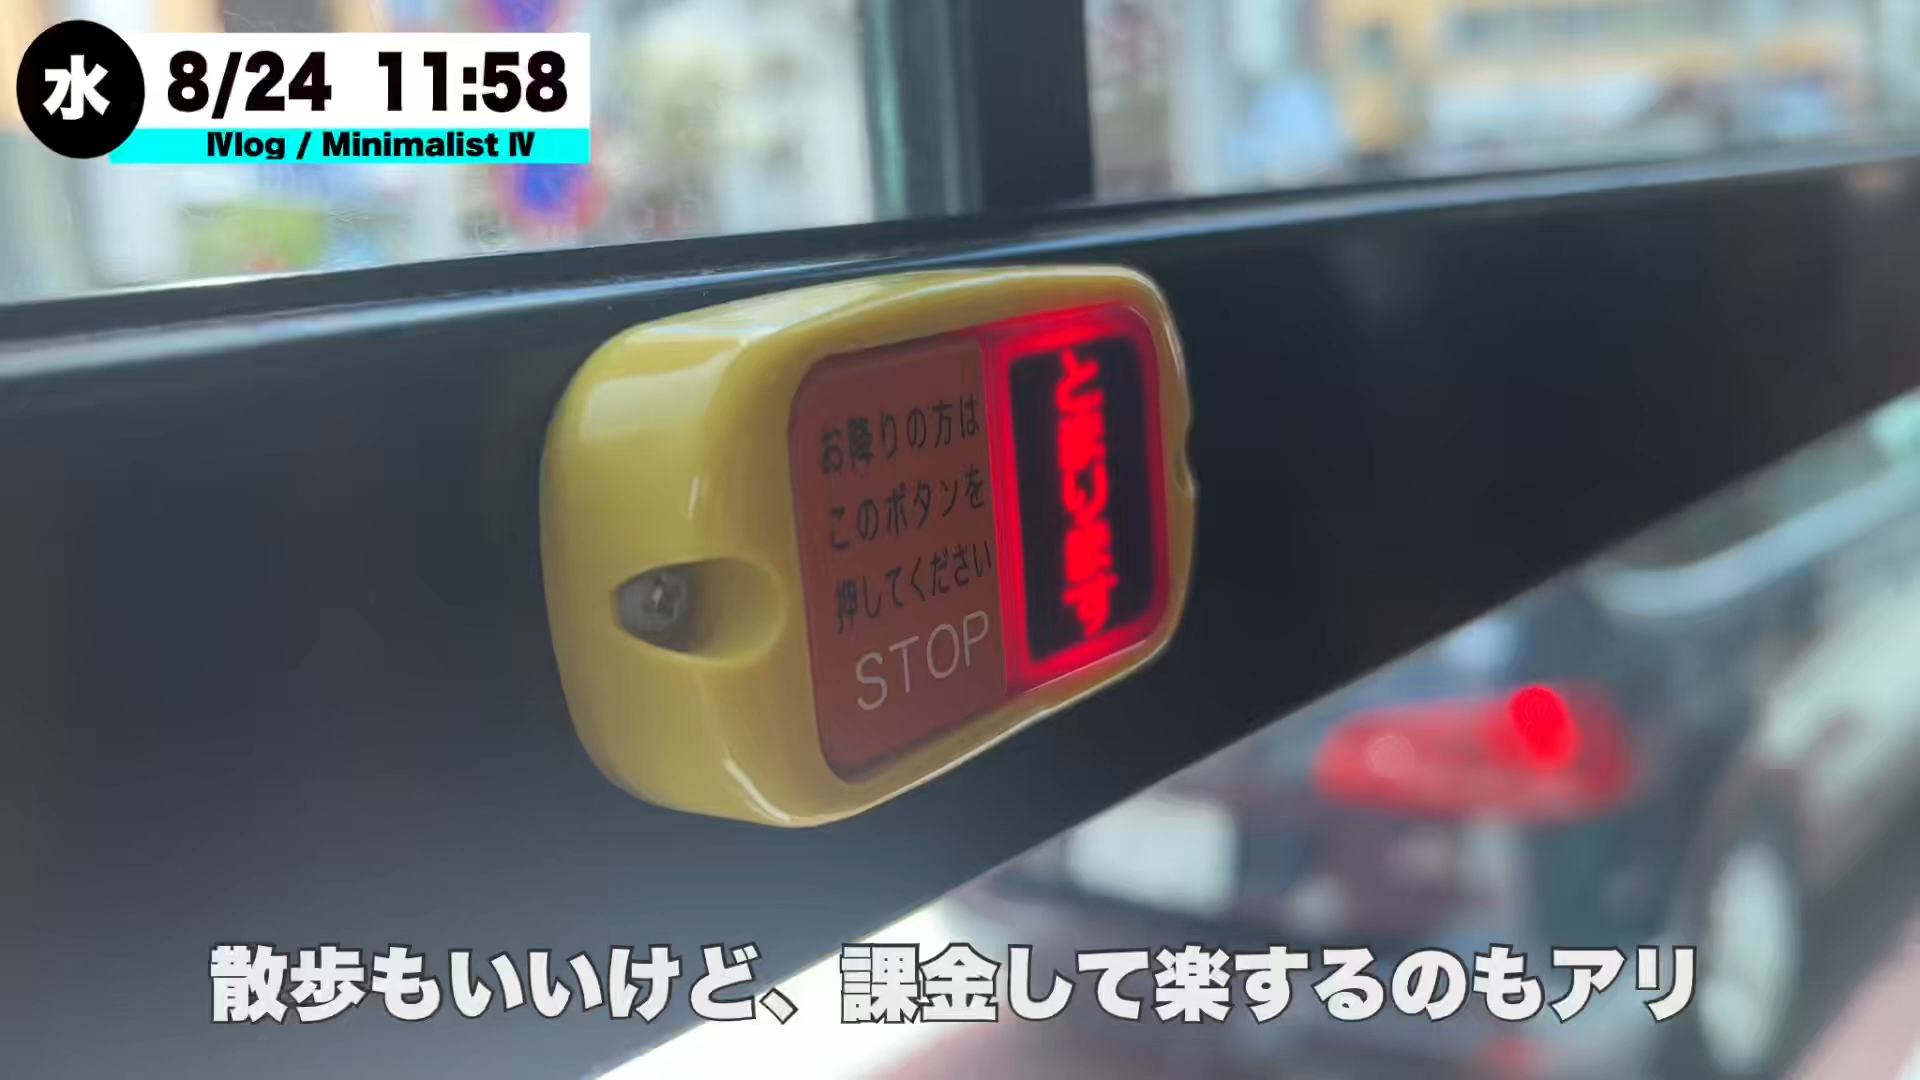 水
8/24 11:58
Ⅳlog / Minimalist Ⅳ
お降りの方は
このボタンを
押してください
STOP
とまります
散歩もいいけど、課金して楽するのもアリ